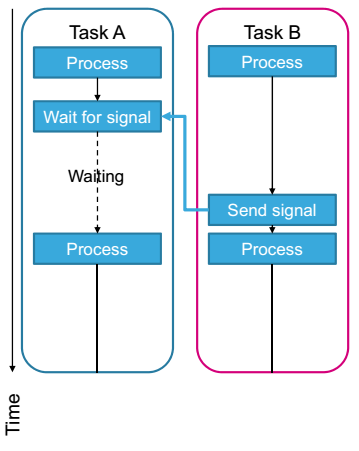 Task A
Process
Wait for signal
Waiting
Process
Task B
Process
Send signal
Process
Time